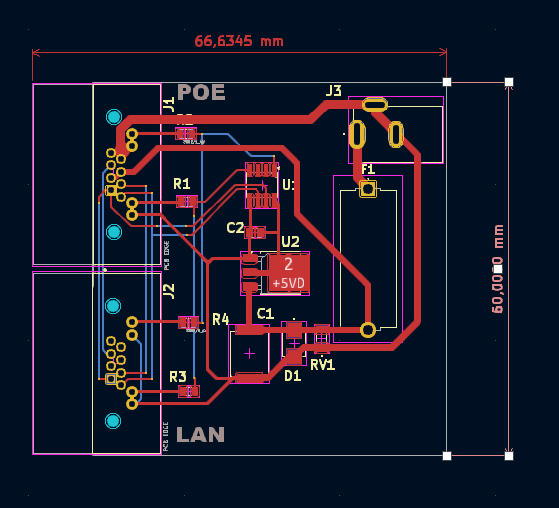 66,6345 mm
POE
J3
J1
R2
F1
R1
U1
C2
U2
PCB EDGE
2
+5VD
J2
R4
C1
60,0000 mm
RV1
D1
R3
LAN
PCB EDGE